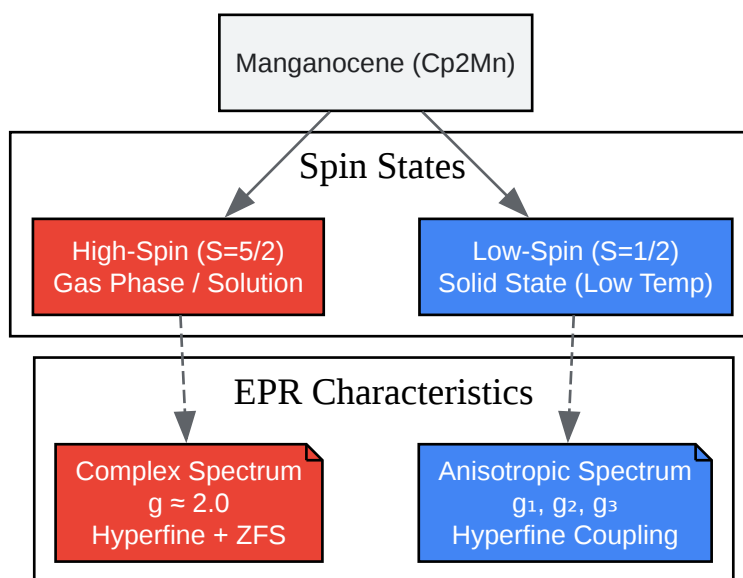 Manganocene (Cp2Mn)
Spin States
High-Spin (S=5/2)
Gas Phase / Solution
Low-Spin (S=1/2)
Solid State (Low Temp)
EPR Characteristics
Complex Spectrum
g ≈ 2.0
Hyperfine + ZFS
Anisotropic Spectrum
g₁, g₂, g₃
Hyperfine Coupling